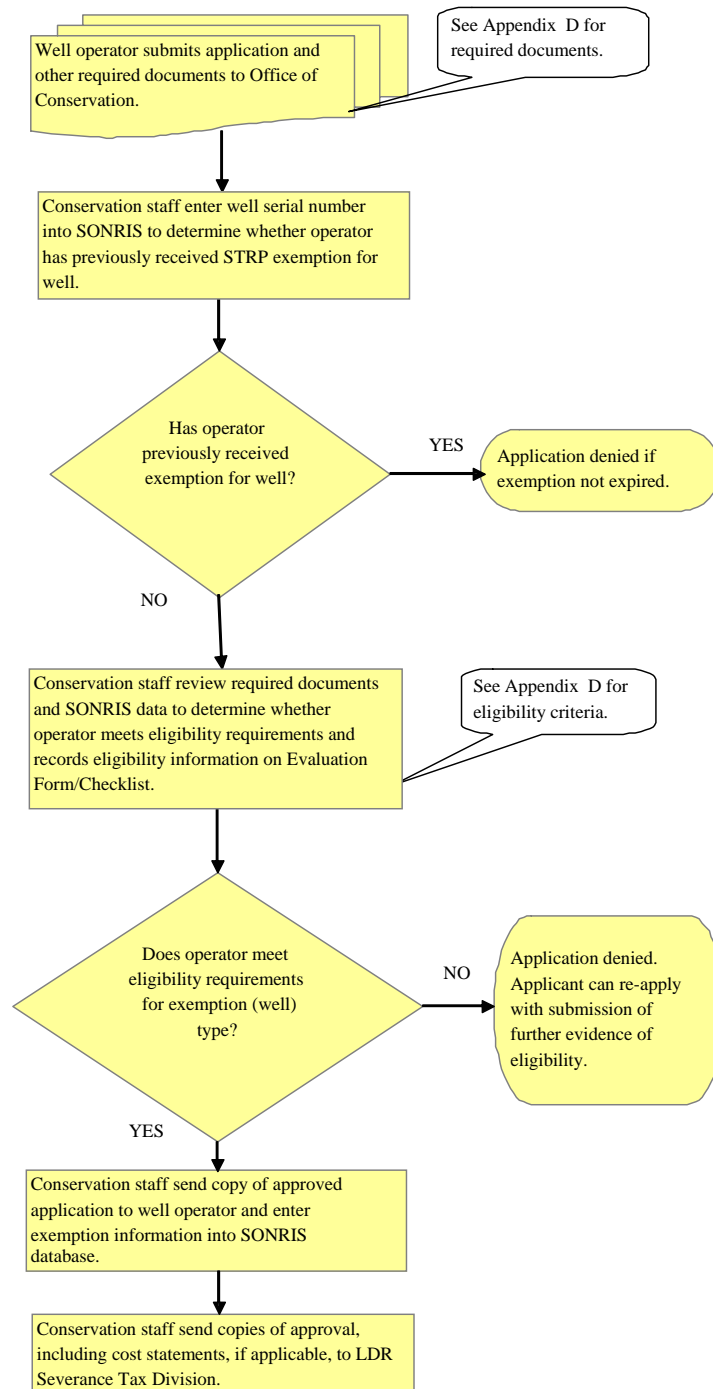 Well operator submits application and
other required documents to Office of
Conservation.
See Appendix D for
required documents.
Conservation staff enter well serial number
into SONRIS to determine whether operator
has previously received STRP exemption for
well.
Has operator
previously received
exemption for well?
YES
Application denied if
exemption not expired.
NO
Conservation staff review required documents
and SONRIS data to determine whether
operator meets eligibility requirements and
records eligibility information on Evaluation
Form/Checklist.
See Appendix D for
eligibility criteria.
Does operator meet
eligibility requirements
for exemption (well)
type?
NO
Application denied.
Applicant can re-apply
with submission of
further evidence of
eligibility.
YES
Conservation staff send copy of approved
application to well operator and enter
exemption information into SONRIS
database.
Conservation staff send copies of approval,
including cost statements, if applicable, to LDR
Severance Tax Division.